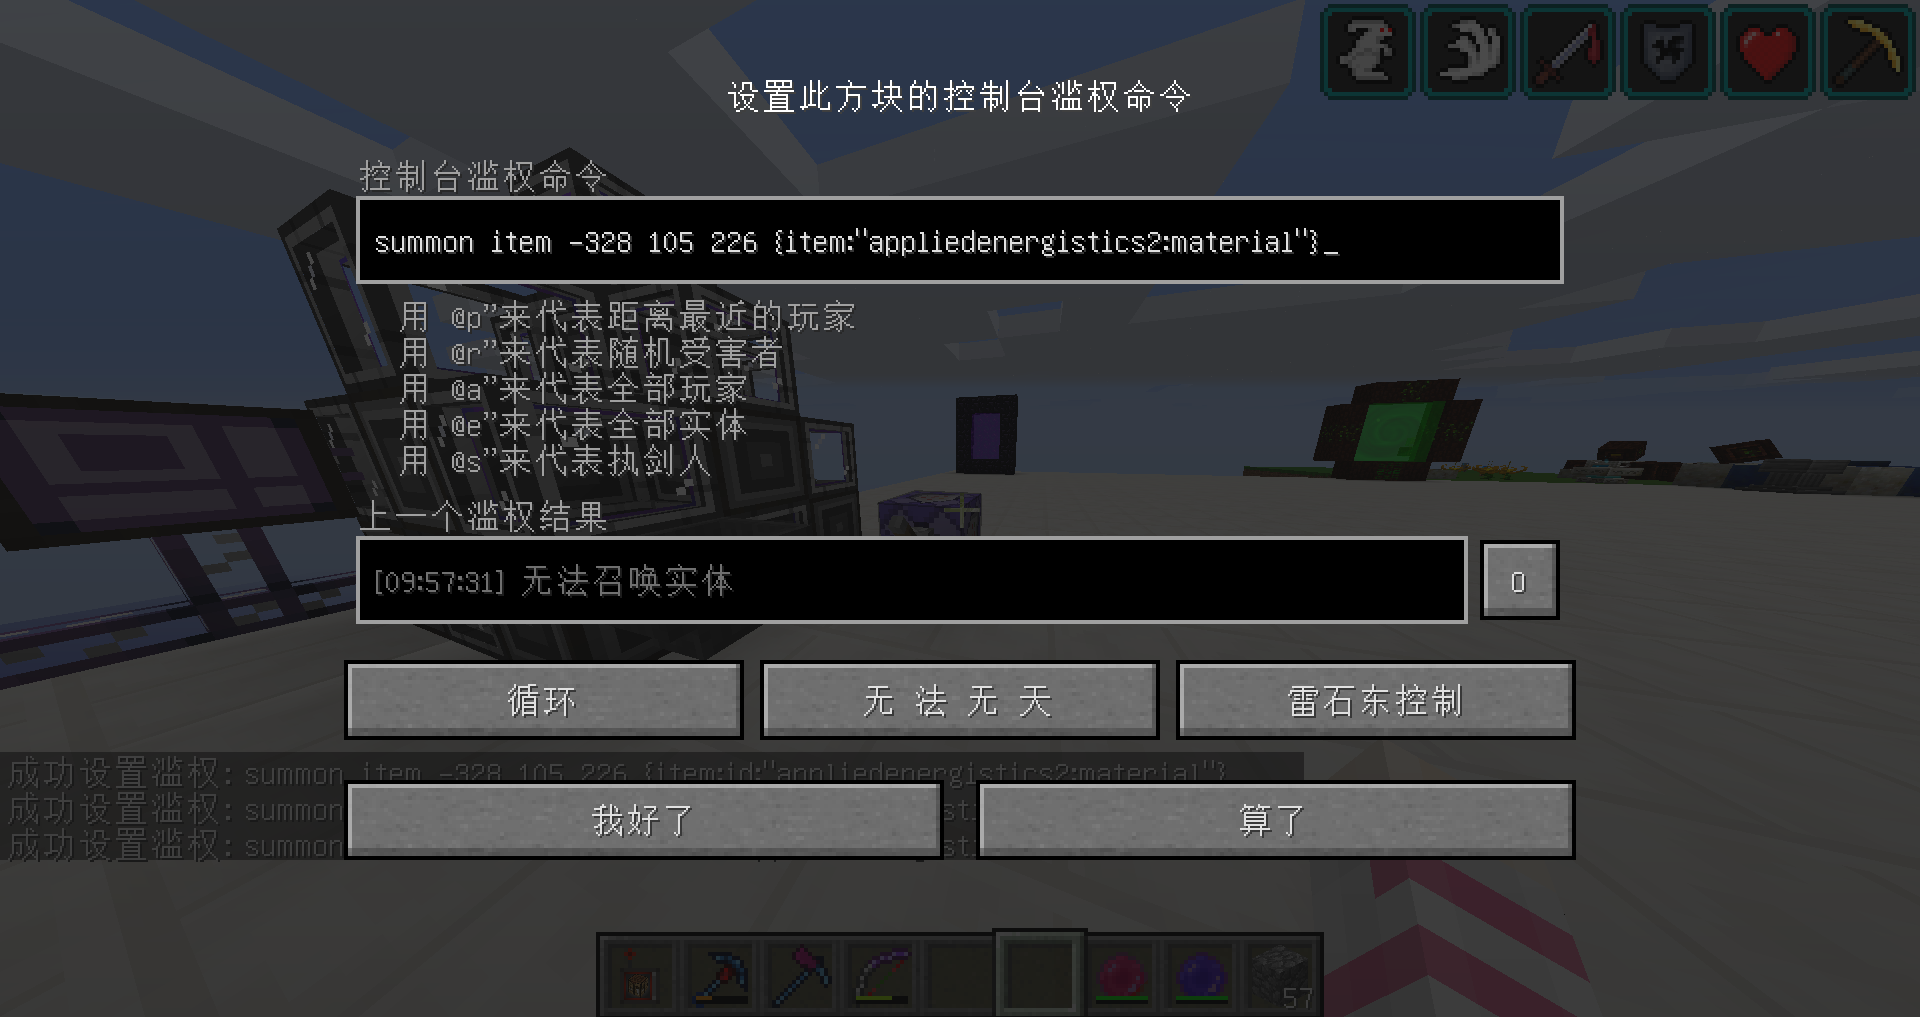 设置此方块的控制台滥权命令
控制台滥权命令
summon item -328 105 226 {item:"appliedenergistics2:material"}_
用 @p"来代表距离最近的玩家
用 @r"来代表随机受害者
用 @a"来代表全部玩家
用 @e"来代表全部实体
用 @s"来代表执剑人
上一个滥权结果
[09:57:31] 无法召唤实体
0
循环
无 法 无 天
雷石东控制
成功设置滥权: summon item -328 105 226 {item:id:"appliedenergistics2:material"}
成功设置滥权: summon
成功设置滥权: summon
我好了
算了
57